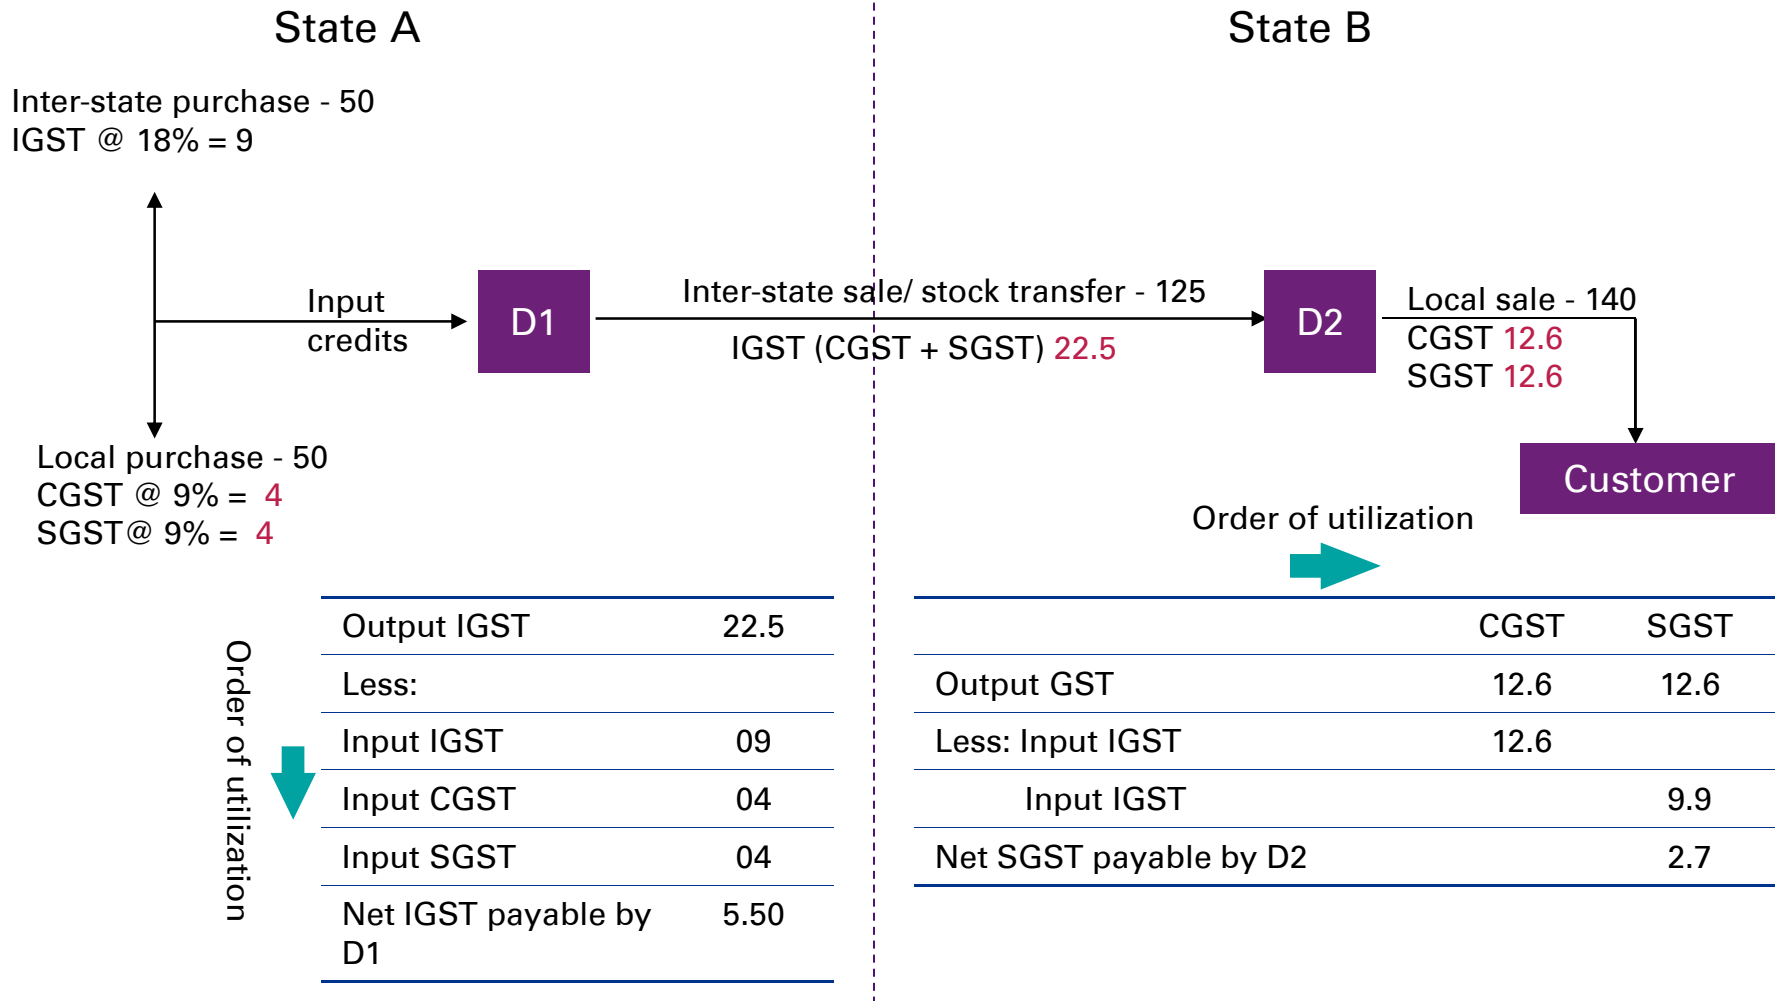 State A
State B
Inter-state purchase - 50
IGST @ 18% = 9
Input
credits
D1
Inter-state sale/ stock transfer - 125
IGST (CGST + SGST) 22.5
D2
Local sale - 140
CGST 12.6
SGST 12.6
Customer
Local purchase - 50
CGST @ 9% = 4
SGST@ 9% = 4
Order of utilization
Output IGST 22.5
Less:
Input IGST 09
Input CGST 04
Input SGST 04
Net IGST payable by 5.50
D1
Order of utilization
CGST SGST
Output GST 12.6 12.6
Less: Input IGST 12.6
Input IGST 9.9
Net SGST payable by D2 2.7